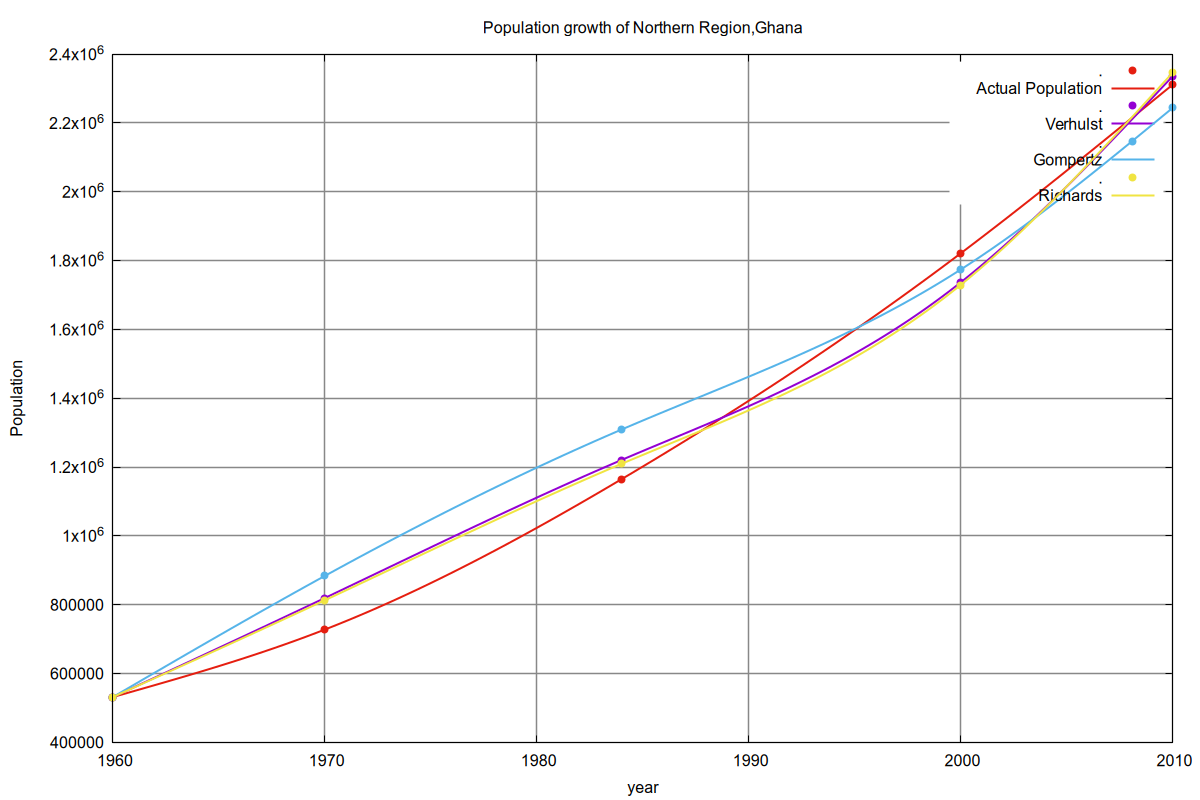 Population growth of Northern Region,Ghana
2.4x10⁶
2.2x10⁶
2x10⁶
1.8x10⁶
1.6x10⁶
1.4x10⁶
1.2x10⁶
1x10⁶
800000
600000
400000
Population
.
Actual Population
.
Verhulst
.
Gompertz
.
Richards
1960 1970 1980 1990 2000 2010
year